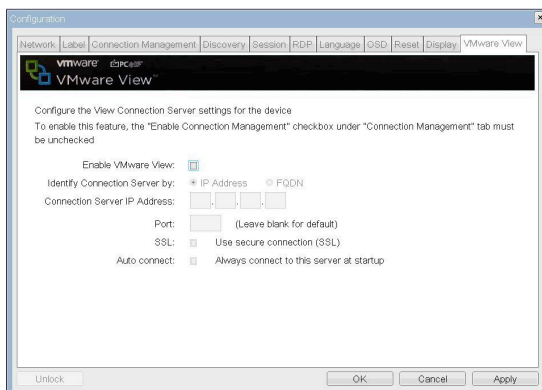 Configuration
Network Label Connection Management Discovery Session RDP Language OSD Reset Display VMware View
vmware PCoIP
VMware View™
Configure the View Connection Server settings for the device
To enable this feature, the "Enable Connection Management" checkbox under "Connection Management" tab must
be unchecked
Enable VMware View:
Identify Connection Server by: IP Address FQDN
Connection Server IP Address: . . .
Port: (Leave blank for default)
SSL: Use secure connection (SSL)
Auto connect: Always connect to this server at startup
Unlock OK Cancel Apply